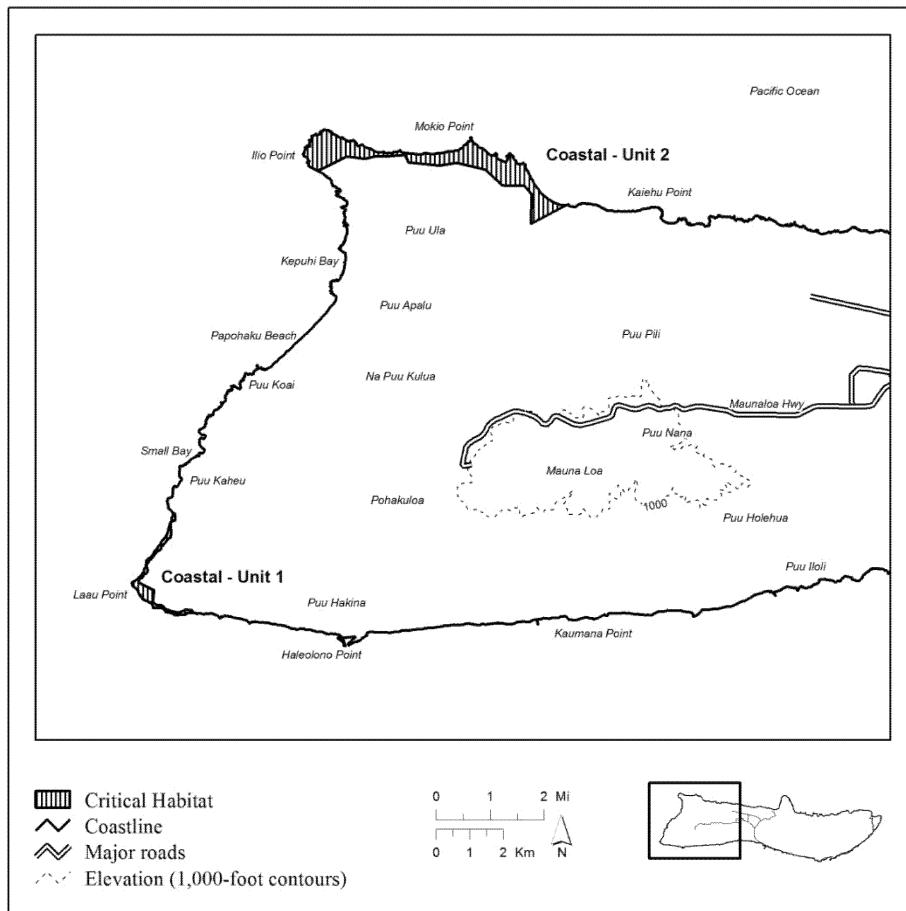 Pacific Ocean
Mokio Point
Ilio Point
Coastal - Unit 2
Kaiehu Point
Puu Ula
Kepuhi Bay
Puu Apalu
Papohaku Beach
Puu Pili
Na Puu Kulua
Puu Koai
Maunaloa Hwy
Puu Nana
Small Bay
Mauna Loa
Puu Kaheu
Pohakuloa
1000
Puu Holehua
Puu Iloli
Coastal - Unit 1
Laau Point
Puu Hakina
Kaumana Point
Haleolono Point
Critical Habitat
Coastline
Major roads
Elevation (1,000-foot contours)
0 1 2 Mi
0 1 2 Km
N